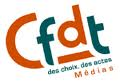 Cfdt
des choix, des actes
Médias